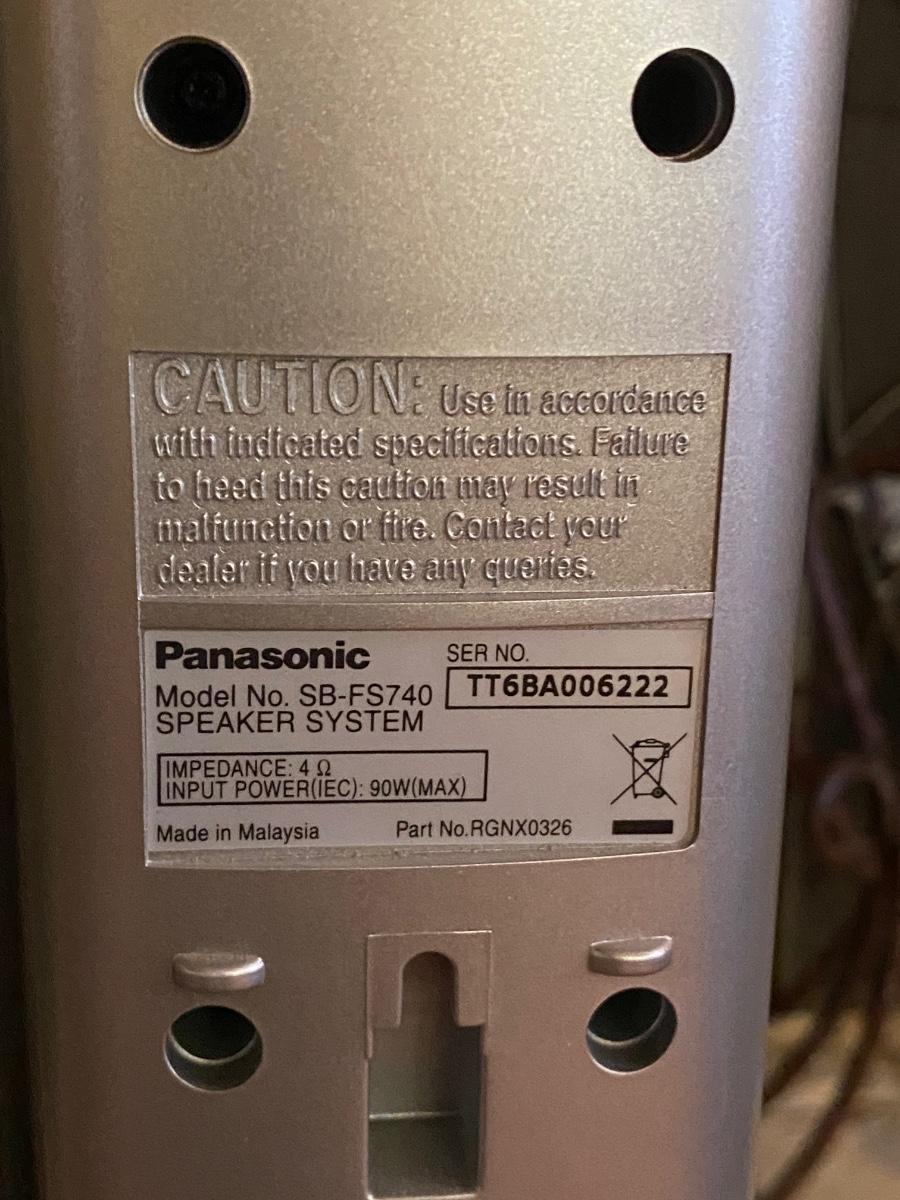 CAUTION: Use in accordance
with indicated specifications. Failure
to heed this caution may result in
malfunction or fire. Contact your
dealer if you have any queries.
Panasonic
SER NO.
TT6BA006222
Model No. SB-FS740
SPEAKER SYSTEM
IMPEDANCE: 4 Ω
INPUT POWER(IEC): 90W(MAX)
Made in Malaysia
Part No.RGNX0326